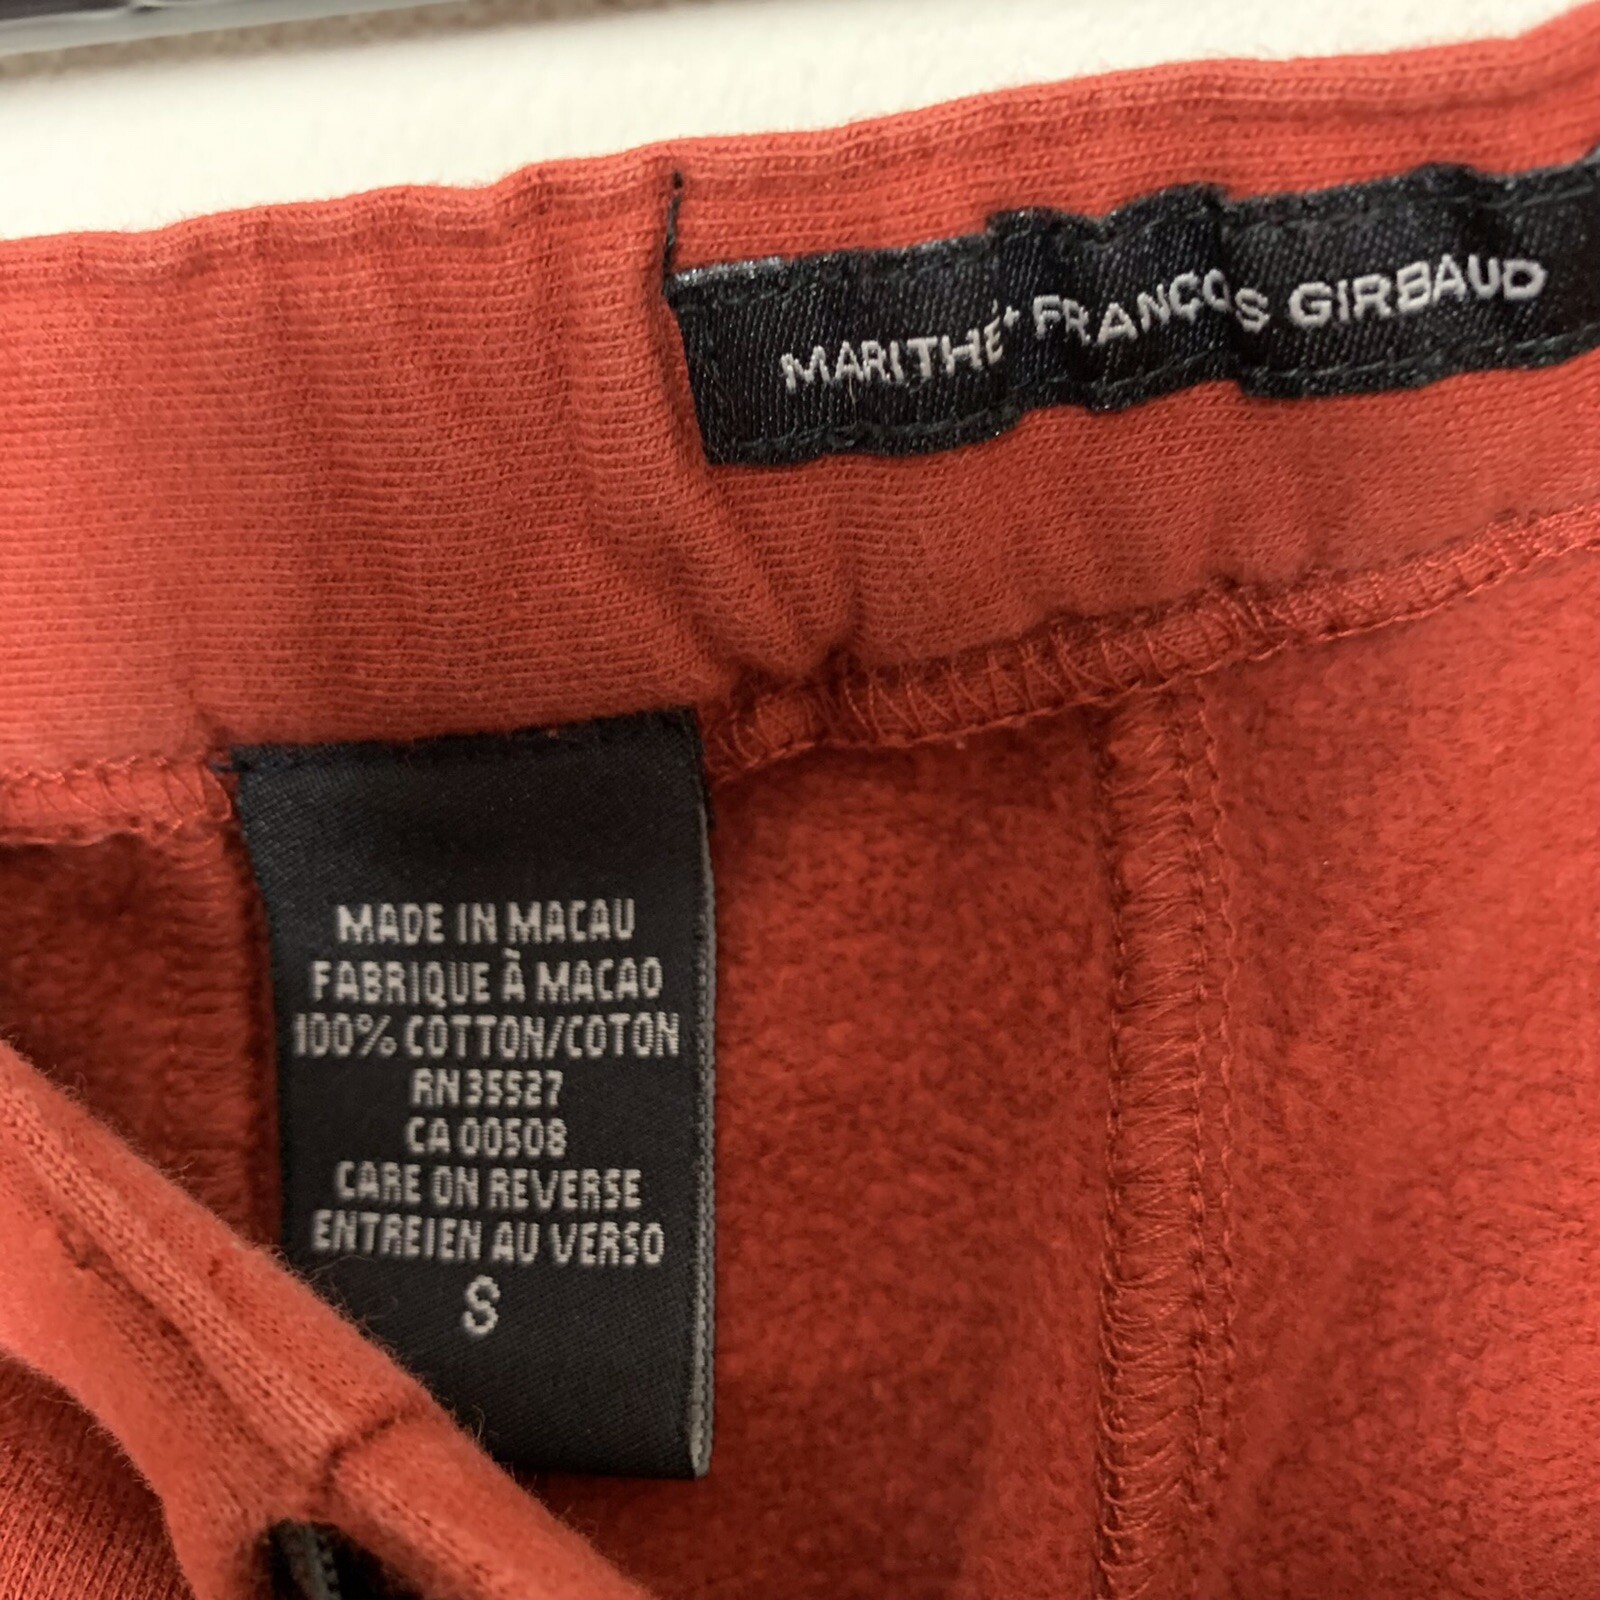 MARITHE' FRANÇOIS GIRBAUD
MADE IN MACAU
FABRIQUE À MACAO
100% COTTON/COTON
RN35527
CA 00508
CARE ON REVERSE
ENTREIEN AU VERSO
S